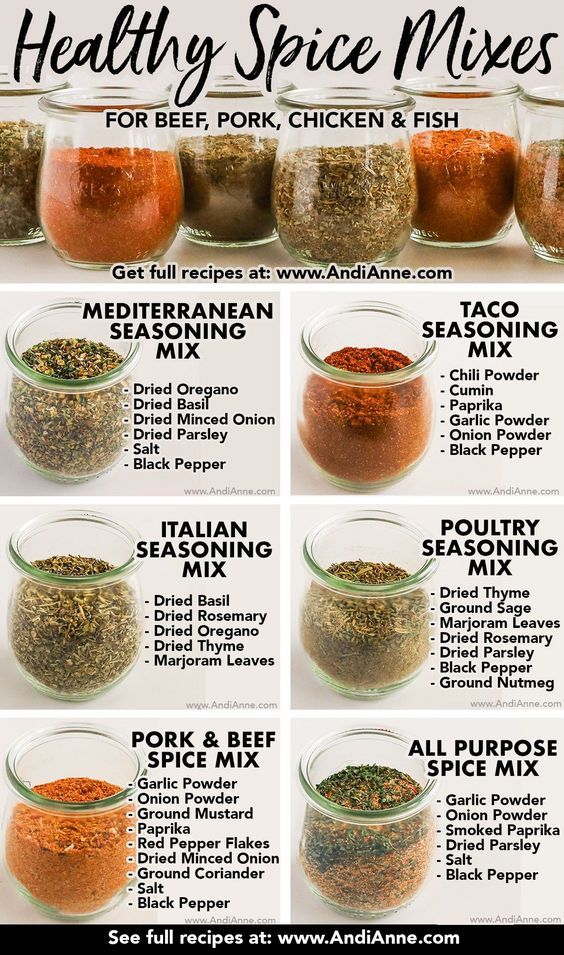 Healthy Spice Mixes
FOR BEEF, PORK, CHICKEN & FISH
Get full recipes at: www.AndiAnne.com
MEDITERRANEAN
SEASONING
MIX
- Dried Oregano
- Dried Basil
- Dried Minced Onion
- Dried Parsley
- Salt
- Black Pepper
www.AndiAnne.com
TACO
SEASONING
MIX
- Chili Powder
- Cumin
- Paprika
- Garlic Powder
- Onion Powder
- Black Pepper
www.AndiAnne.com
ITALIAN
SEASONING
MIX
- Dried Basil
- Dried Rosemary
- Dried Oregano
- Dried Thyme
- Marjoram Leaves
www.AndiAnne.com
POULTRY
SEASONING
MIX
- Dried Thyme
- Ground Sage
- Marjoram Leaves
- Dried Rosemary
- Dried Parsley
- Black Pepper
- Ground Nutmeg
www.AndiAnne.com
PORK & BEEF
SPICE MIX
- Garlic Powder
- Onion Powder
- Ground Mustard
- Paprika
- Red Pepper Flakes
- Dried Minced Onion
- Ground Coriander
- Salt
- Black Pepper
www.AndiAnne.com
ALL PURPOSE
SPICE MIX
- Garlic Powder
- Onion Powder
- Smoked Paprika
- Dried Parsley
- Salt
- Black Pepper
www.AndiAnne.com
See full recipes at: www.AndiAnne.com